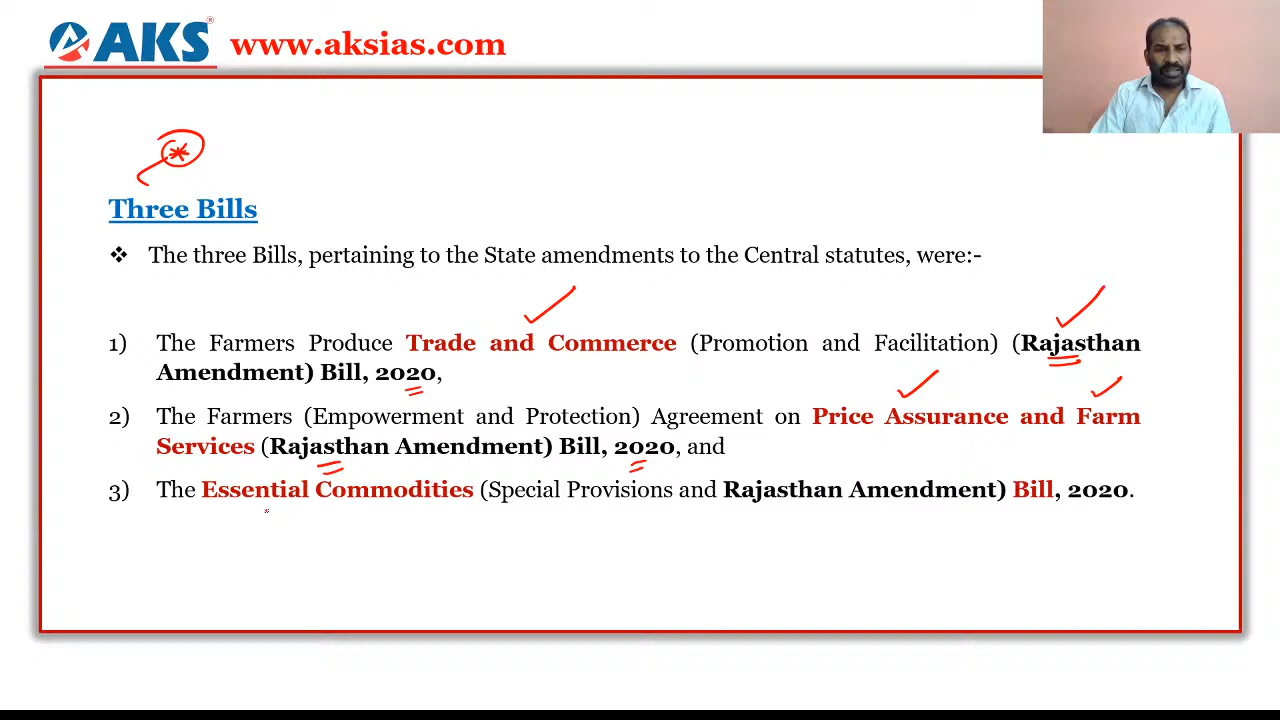 AKS® www.aksias.com
Three Bills
❖ The three Bills, pertaining to the State amendments to the Central statutes, were:-
1) The Farmers Produce Trade and Commerce (Promotion and Facilitation) (Rajasthan
Amendment) Bill, 2020,
2) The Farmers (Empowerment and Protection) Agreement on Price Assurance and Farm
Services (Rajasthan Amendment) Bill, 2020, and
3) The Essential Commodities (Special Provisions and Rajasthan Amendment) Bill, 2020.